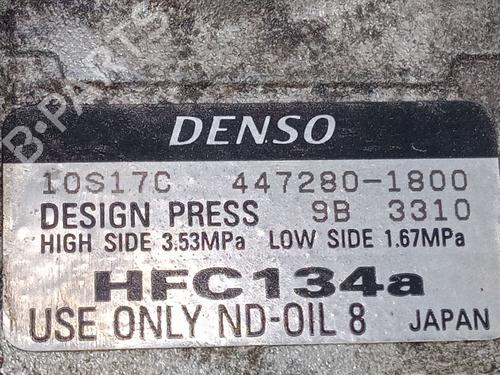 DENSO
10S17C 447280-1800
DESIGN PRESS 9B 3310
HIGH SIDE 3.53MPa LOW SIDE 1.67MPa
HFC134a
USE ONLY ND-OIL 8 JAPAN
B-PARTS